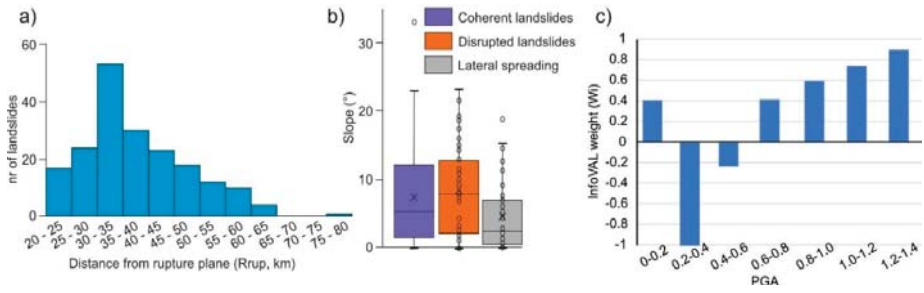 a)
nr of landslides
60
40
20
0
20 - 25
25 - 30
30 - 35
35 - 40
40 - 45
45 - 50
50 - 55
55 - 60
60 - 65
65 - 70
70 - 75
75 - 80
Distance from rupture plane (Rrup, km)
b)
Coherent landslides
Disrupted landslides
Lateral spreading
Slope (°)
30
20
10
0
c)
InfoVAL weight (Wi)
1
0.8
0.6
0.4
0.2
0
-0.2
-0.4
-0.6
-0.8
-1
0-0.2
0.2-0.4
0.4-0.6
0.6-0.8
0.8-1.0
1.0-1.2
1.2-1.4
PGA